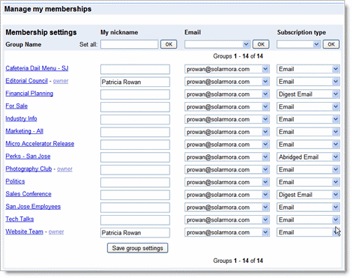 Manage my memberships
Membership settings My nickname Email Subscription type
Group Name Set all: OK OK OK
Groups 1 - 14 of 14
Cafeteria Dail Menu - SJ prowan@solarmora.com Email
Editorial Council - owner Patricia Rowan prowan@solarmora.com Email
Financial Planning prowan@solarmora.com Digest Email
For Sale prowan@solarmora.com Email
Industry Info prowan@solarmora.com Email
Marketing - All prowan@solarmora.com Email
Micro Accelerator Release prowan@solarmora.com Email
Perks - San Jose prowan@solarmora.com Abridged Email
Photography Club - owner prowan@solarmora.com Email
Politics prowan@solarmora.com Email
Sales Conference prowan@solarmora.com Digest Email
San Jose Employees prowan@solarmora.com Email
Tech Talks prowan@solarmora.com Email
Website Team - owner Patricia Rowan prowan@solarmora.com Email
Save group settings
Groups 1 - 14 of 14